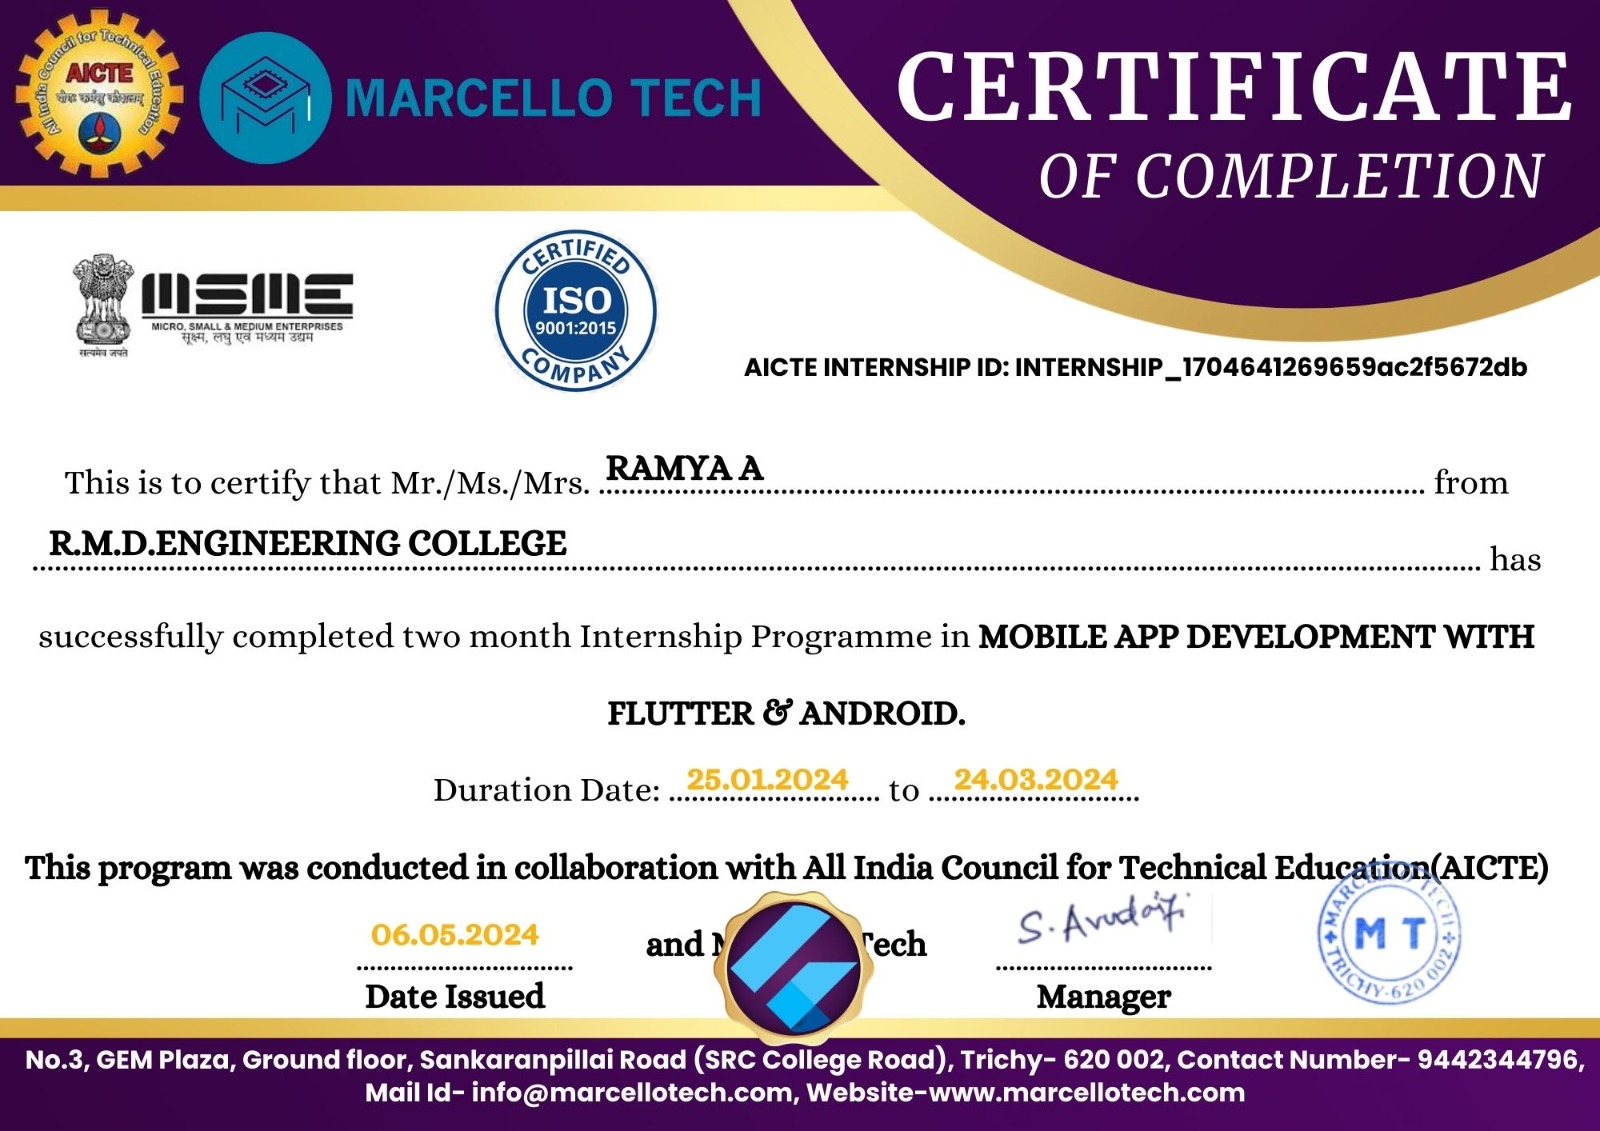 All India Council for Technical Education
AICTE
योगः कर्मसु कौशलम्
MARCELLO TECH
CERTIFICATE
OF COMPLETION
MSME
MICRO, SMALL & MEDIUM ENTERPRISES
सूक्ष्म, लघु एवं मध्यम उद्यम
सत्यमेव जयते
CERTIFIED
ISO
9001:2015
COMPANY
AICTE INTERNSHIP ID: INTERNSHIP_1704641269659ac2f5672db
This is to certify that Mr./Ms./Mrs. RAMYA A from
R.M.D.ENGINEERING COLLEGE has
successfully completed two month Internship Programme in MOBILE APP DEVELOPMENT WITH
FLUTTER & ANDROID.
Duration Date: 25.01.2024 to 24.03.2024
This program was conducted in collaboration with All India Council for Technical Education(AICTE)
and Tech
06.05.2024
Date Issued
Manager
MARCELLO TECH
M T
TRICHY-620 002
No.3, GEM Plaza, Ground floor, Sankaranpillai Road (SRC College Road), Trichy- 620 002, Contact Number- 9442344796,
Mail Id- info@marcellotech.com, Website-www.marcellotech.com